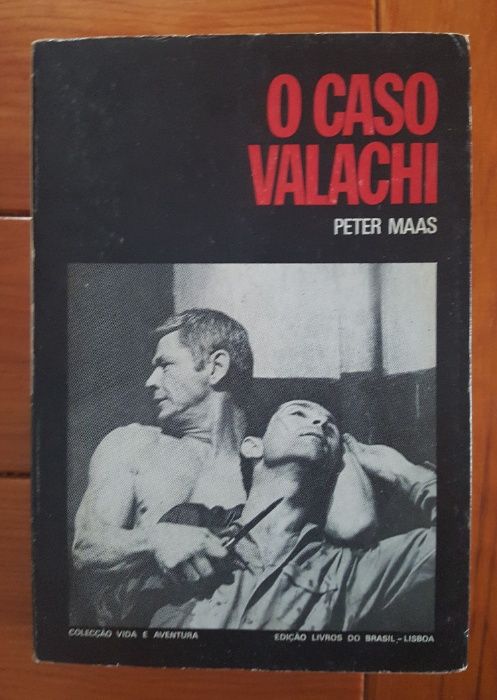 O CASO
VALACHI
PETER MAAS
COLECÇÃO VIDA E AVENTURA
EDIÇÃO LIVROS DO BRASIL - LISBOA